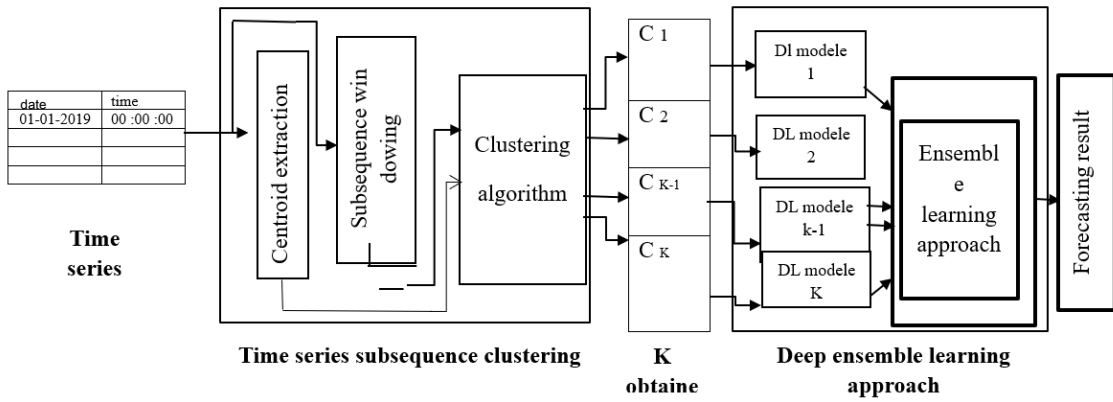 date time
01-01-2019 00 :00 :00
Time
series
Centroid extraction
Subsequence win
dowing
Clustering
algorithm
Time series subsequence clustering
C 1
C 2
C K-1
C K
K
obtaine
Dl modele
1
DL modele
2
DL modele
k-1
DL modele
K
Ensembl
e
learning
approach
Deep ensemble learning
approach
Forecasting result